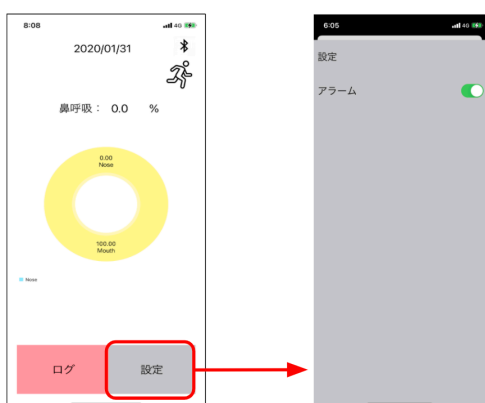 8:08
4G
2020/01/31
鼻呼吸： 0.0 %
0.00
Nose
100.00
Mouth
Nose
ログ
設定
6:05
4G
設定
アラーム